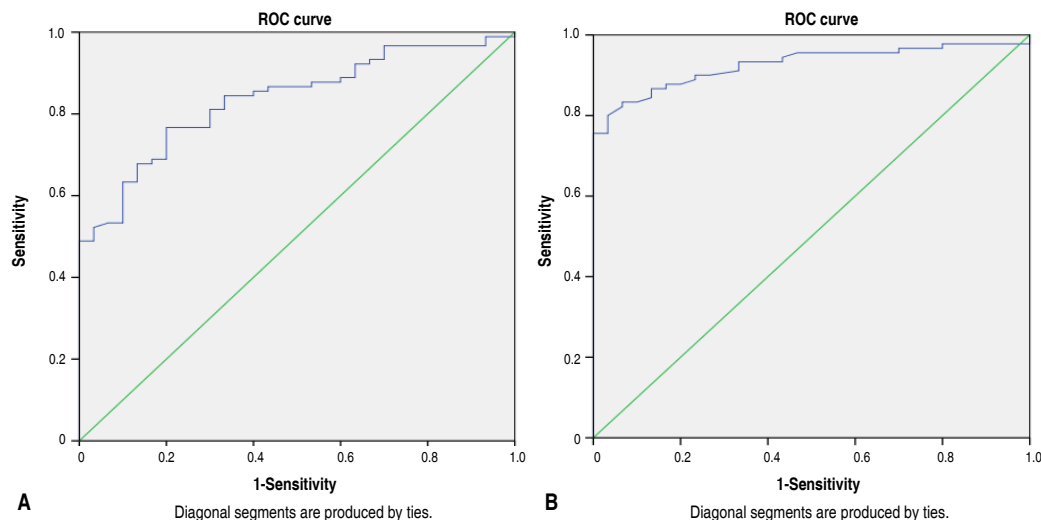 ROC curve
1.0
0.8
0.6
0.4
0.2
0
Sensitivity
0 0.2 0.4 0.6 0.8 1.0
1-Sensitivity
A
Diagonal segments are produced by ties.
ROC curve
1.0
0.8
0.6
0.4
0.2
0
Sensitivity
0 0.2 0.4 0.6 0.8 1.0
1-Sensitivity
B
Diagonal segments are produced by ties.